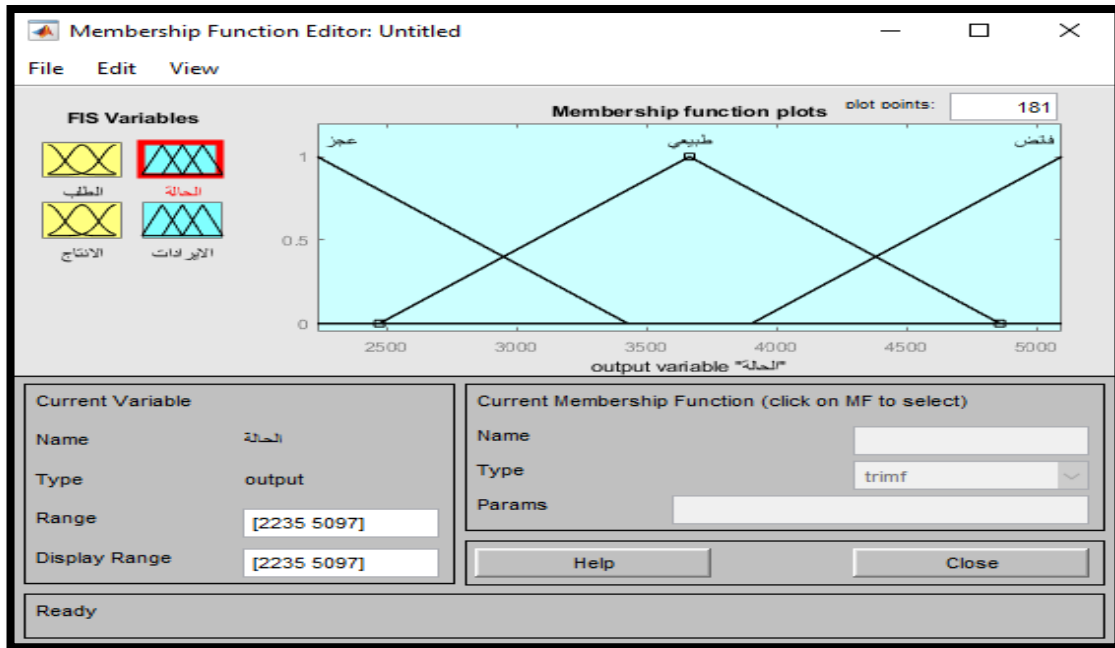 Membership Function Editor: Untitled
File Edit View
FIS Variables
الطلب الحالة
الانتاج الايرادات
Membership function plots plot points: 181
عجز طبيعي فائض
1
0.5
0
2500 3000 3500 4000 4500 5000
output variable "الحالة"
Current Variable
Name الحالة
Type output
Range [2235 5097]
Display Range [2235 5097]
Current Membership Function (click on MF to select)
Name
Type trimf
Params
Help Close
Ready